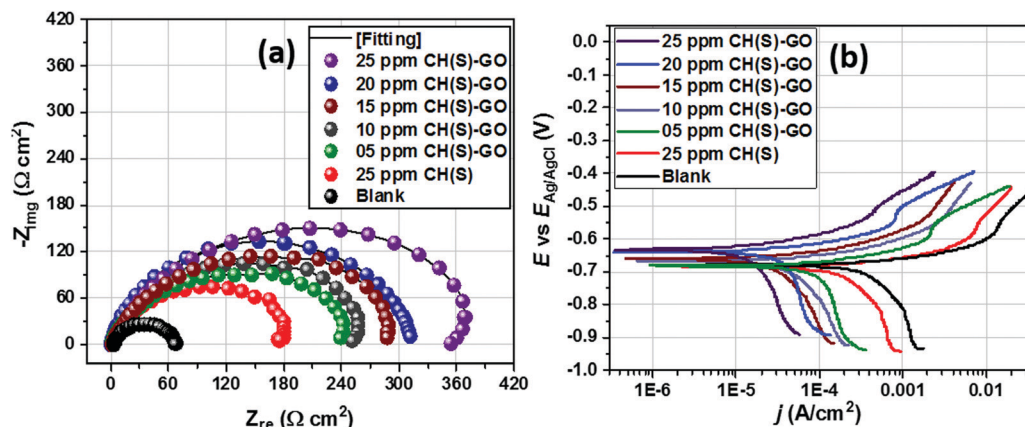 420
360
300
240
180
120
60
0
-Z_Img (Ω cm²)
(a)
[Fitting]
25 ppm CH(S)-GO
20 ppm CH(S)-GO
15 ppm CH(S)-GO
10 ppm CH(S)-GO
05 ppm CH(S)-GO
25 ppm CH(S)
Blank
0 60 120 180 240 300 360 420
Z_re (Ω cm²)
0.0
-0.1
-0.2
-0.3
-0.4
-0.5
-0.6
-0.7
-0.8
-0.9
-1.0
E vs E_Ag/AgCl (V)
(b)
25 ppm CH(S)-GO
20 ppm CH(S)-GO
15 ppm CH(S)-GO
10 ppm CH(S)-GO
05 ppm CH(S)-GO
25 ppm CH(S)
Blank
1E-6 1E-5 1E-4 0.001 0.01
j (A/cm²)